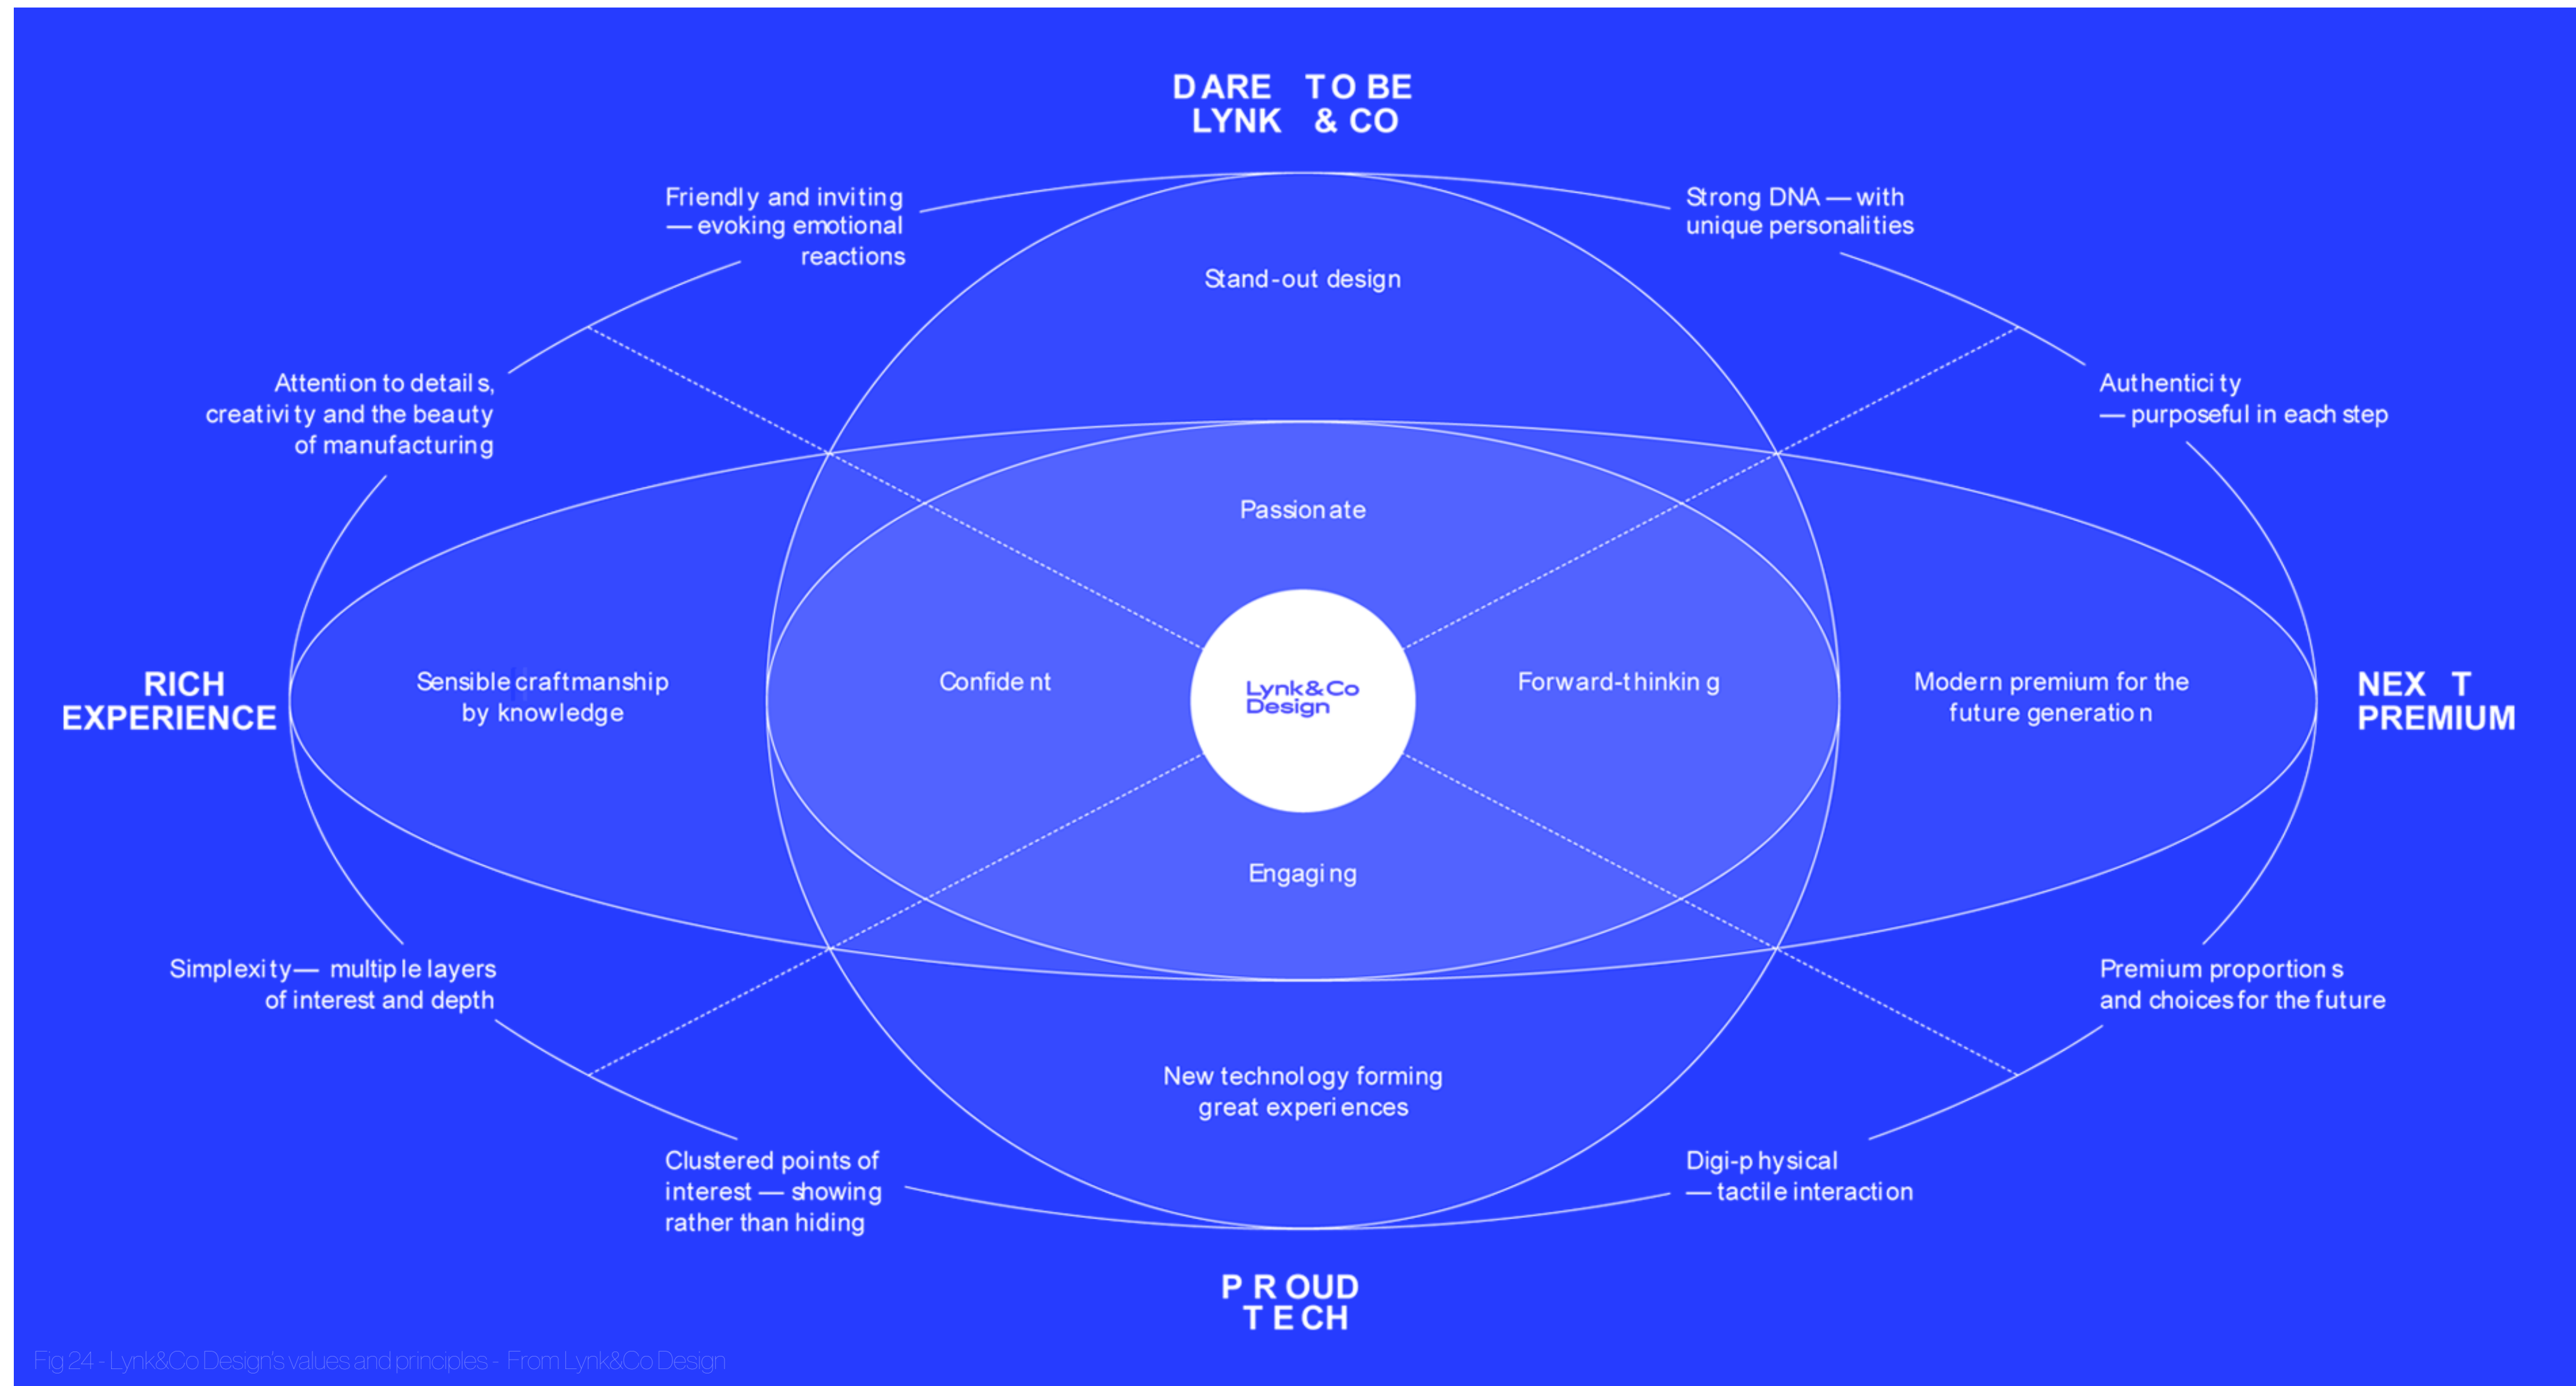 DARE TO BE
LYNK & CO
Friendly and inviting
— evoking emotional
reactions
Strong DNA — with
unique personalities
Stand-out design
Attention to details,
creativity and the beauty
of manufacturing
Authenticity
— purposeful in each step
Passionate
RICH
EXPERIENCE
Sensible craftmanship
by knowledge
Confident
Lynk&Co
Design
Forward-thinking
Modern premium for the
future generation
NEXT
PREMIUM
Engaging
Simplexity— multiple layers
of interest and depth
Premium proportions
and choices for the future
New technology forming
great experiences
Clustered points of
interest — showing
rather than hiding
Digi-physical
— tactile interaction
PROUD
TECH
Fig 24 - Lynk&Co Design's values and principles - From Lynk&Co Design